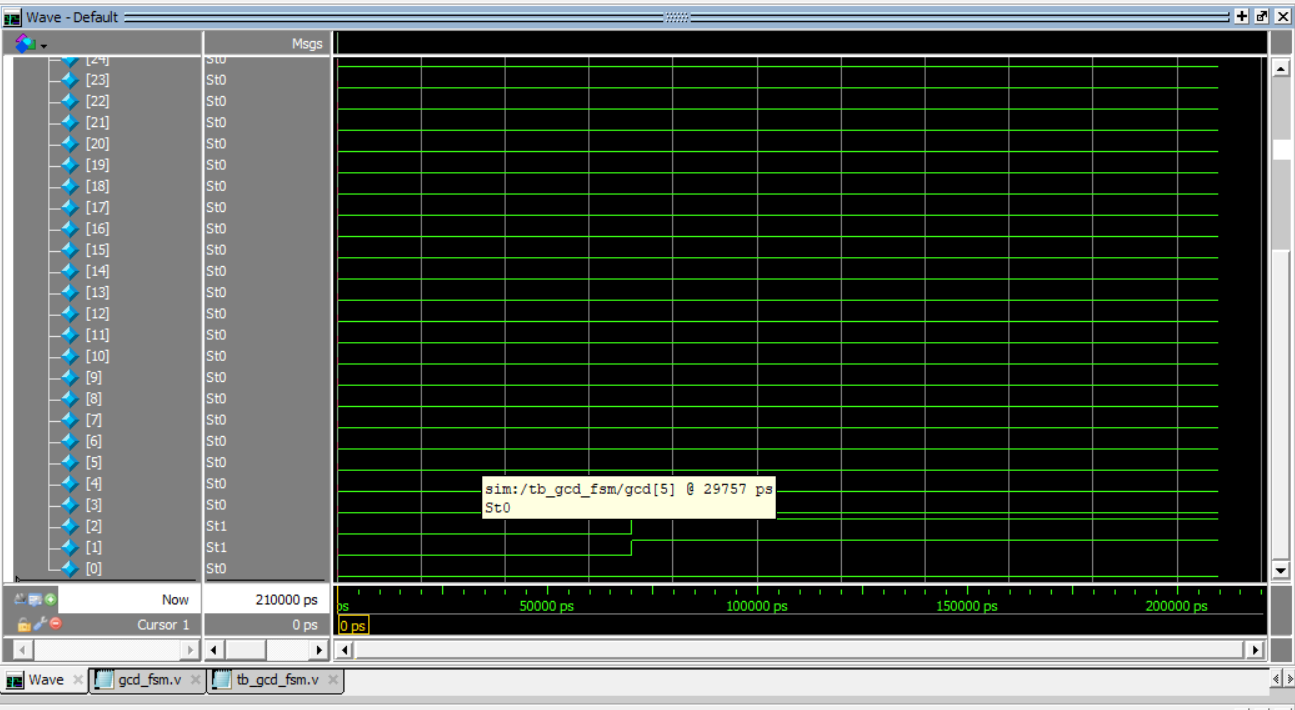 Wave - Default
Msgs
[24] St0
[23] St0
[22] St0
[21] St0
[20] St0
[19] St0
[18] St0
[17] St0
[16] St0
[15] St0
[14] St0
[13] St0
[12] St0
[11] St0
[10] St0
[9] St0
[8] St0
[7] St0
[6] St0
[5] St0
[4] St0
[3] St0
[2] St1
[1] St1
[0] St0
sim:/tb_gcd_fsm/gcd[5] @ 29757 ps
St0
Now 210000 ps
ps 50000 ps 100000 ps 150000 ps 200000 ps
Cursor 1 0 ps 0 ps
Wave gcd_fsm.v tb_gcd_fsm.v